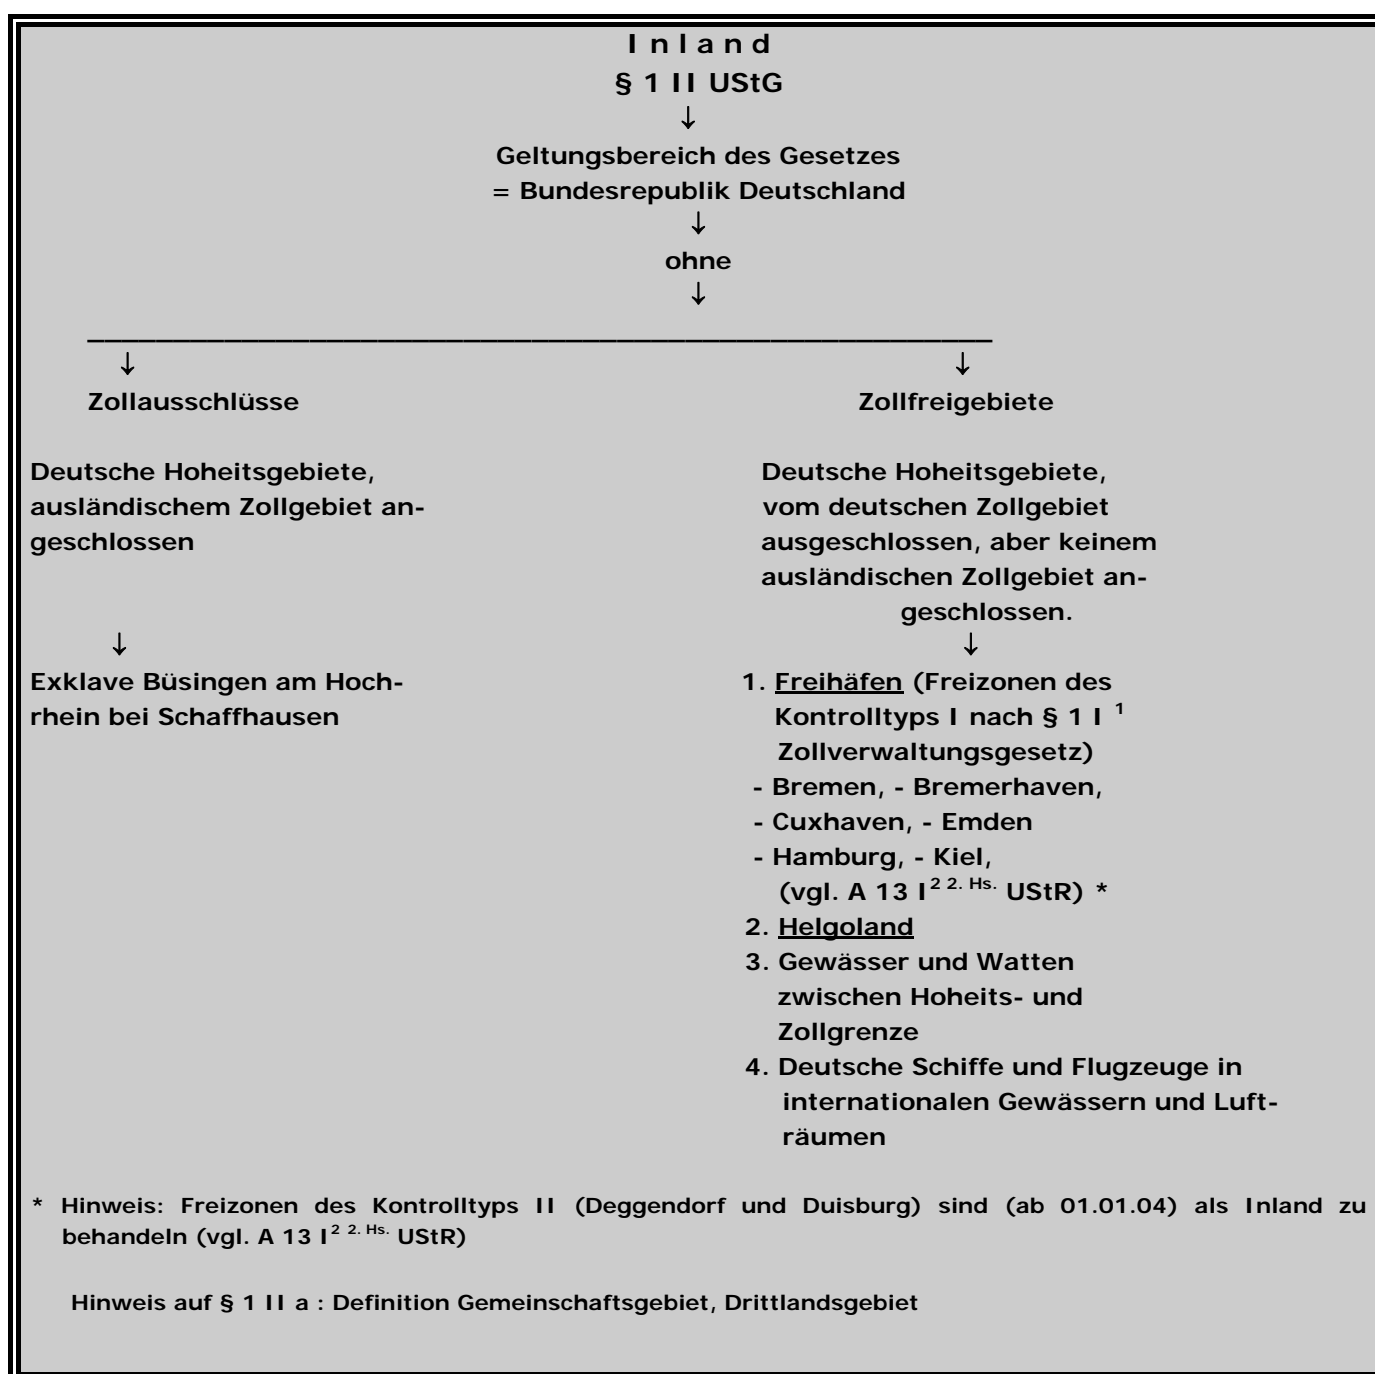 Inland
§ 1 II UStG
↓
Geltungsbereich des Gesetzes
= Bundesrepublik Deutschland
↓
ohne
↓
↓ ↓
Zollausschlüsse Zollfreigebiete
Deutsche Hoheitsgebiete,
ausländischem Zollgebiet an-
geschlossen
Deutsche Hoheitsgebiete,
vom deutschen Zollgebiet
ausgeschlossen, aber keinem
ausländischen Zollgebiet an-
geschlossen.
↓ ↓
Exklave Büsingen am Hoch-
rhein bei Schaffhausen
1. Freihäfen (Freizonen des
Kontrolltyps I nach § 1 I 1
Zollverwaltungsgesetz)
- Bremen, - Bremerhaven,
- Cuxhaven, - Emden
- Hamburg, - Kiel,
(vgl. A 13 I 2 2. Hs. UStR) *
2. Helgoland
3. Gewässer und Watten
zwischen Hoheits- und
Zollgrenze
4. Deutsche Schiffe und Flugzeuge in
internationalen Gewässern und Luft-
räumen
* Hinweis: Freizonen des Kontrolltyps II (Deggendorf und Duisburg) sind (ab 01.01.04) als Inland zu
behandeln (vgl. A 13 I 2 2. Hs. UStR)
Hinweis auf § 1 II a : Definition Gemeinschaftsgebiet, Drittlandsgebiet